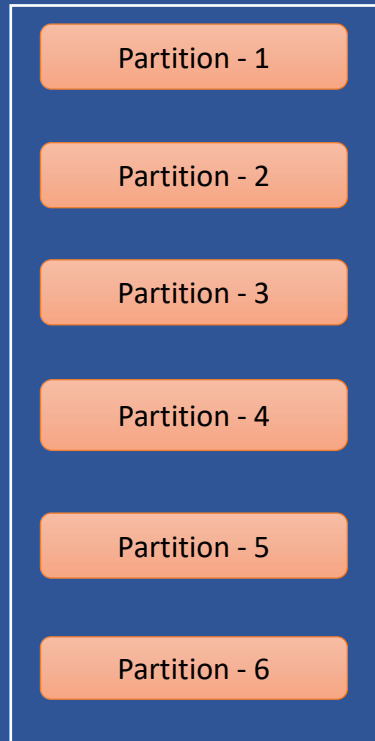 Partition - 1
Partition - 2
Partition - 3
Partition - 4
Partition - 5
Partition - 6